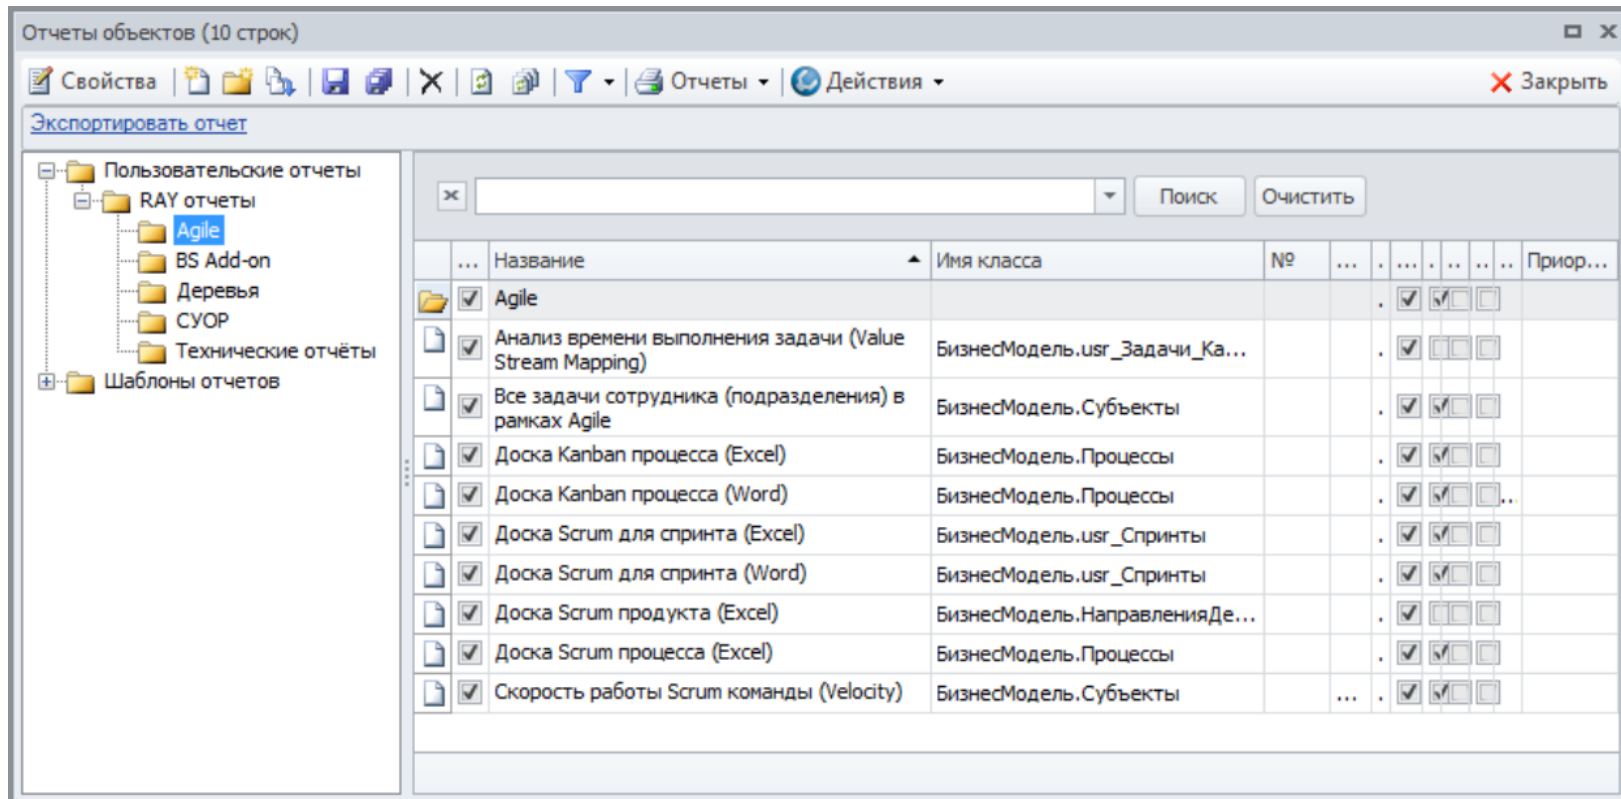 Отчеты объектов (10 строк)
Свойства Отчеты Действия Закрыть
Экспортировать отчет
Пользовательские отчеты
RAY отчеты
Agile
BS Add-on
Деревья
СУОР
Технические отчёты
Шаблоны отчетов
Поиск Очистить
... Название Имя класса № ... . ... . .. .. .. Приор...
Agile .
Анализ времени выполнения задачи (Value
Stream Mapping) БизнесМодель.usr_Задачи_Ка... .
Все задачи сотрудника (подразделения) в
рамках Agile БизнесМодель.Субъекты .
Доска Kanban процесса (Excel) БизнесМодель.Процессы .
Доска Kanban процесса (Word) БизнесМодель.Процессы . ...
Доска Scrum для спринта (Excel) БизнесМодель.usr_Спринты .
Доска Scrum для спринта (Word) БизнесМодель.usr_Спринты .
Доска Scrum продукта (Excel) БизнесМодель.НаправленияДе... .
Доска Scrum процесса (Excel) БизнесМодель.Процессы .
Скорость работы Scrum команды (Velocity) БизнесМодель.Субъекты ... .